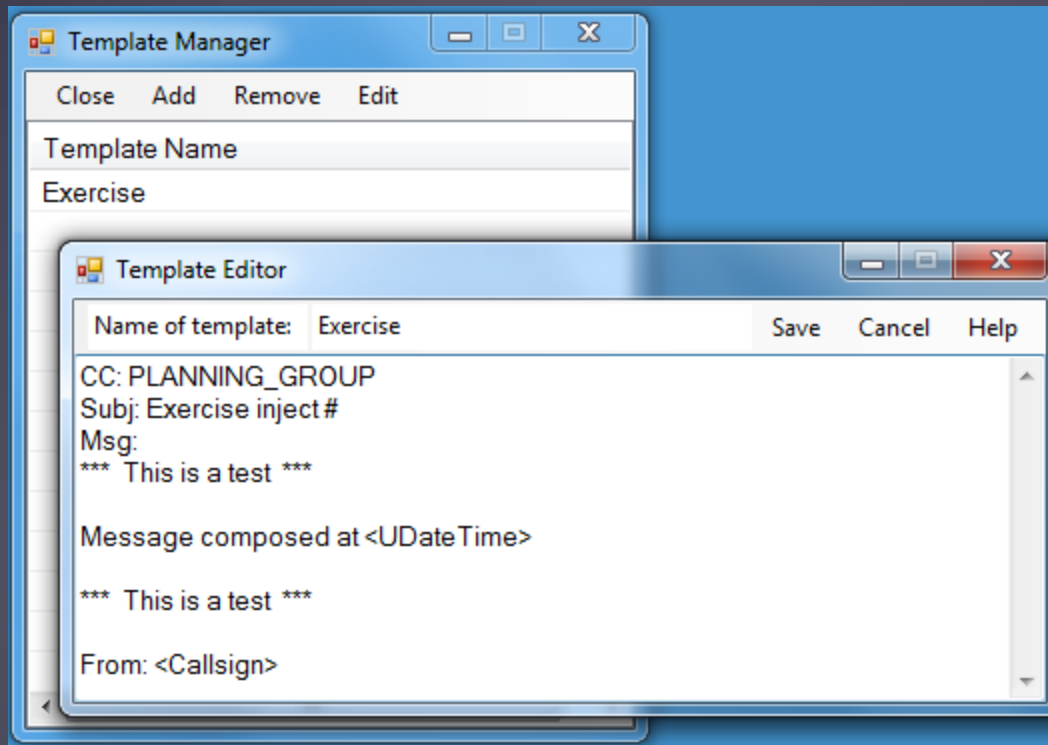 Template Manager
Close Add Remove Edit
Template Name
Exercise
Template Editor
Name of template: Exercise Save Cancel Help
CC: PLANNING_GROUP
Subj: Exercise inject #
Msg:
*** This is a test ***
Message composed at <UDateTime>
*** This is a test ***
From: <Callsign>